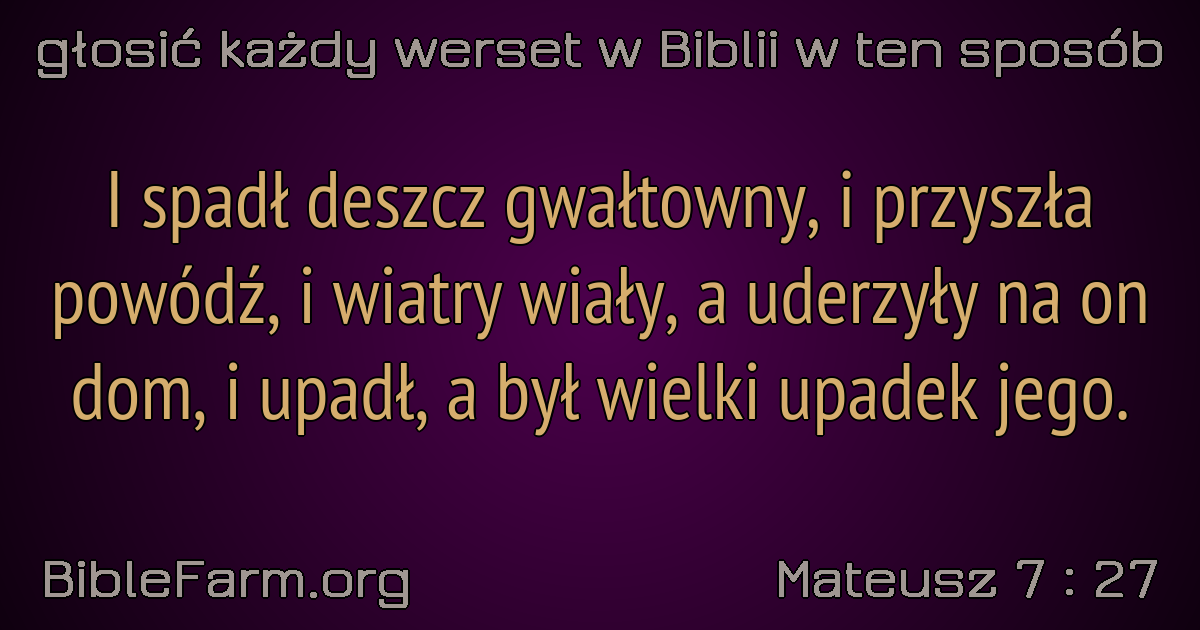 głosić każdy werset w Biblii w ten sposób
I spadł deszcz gwałtowny, i przyszła
powódź, i wiatry wiały, a uderzyły na on
dom, i upadł, a był wielki upadek jego.
BibleFarm.org
Mateusz 7 : 27